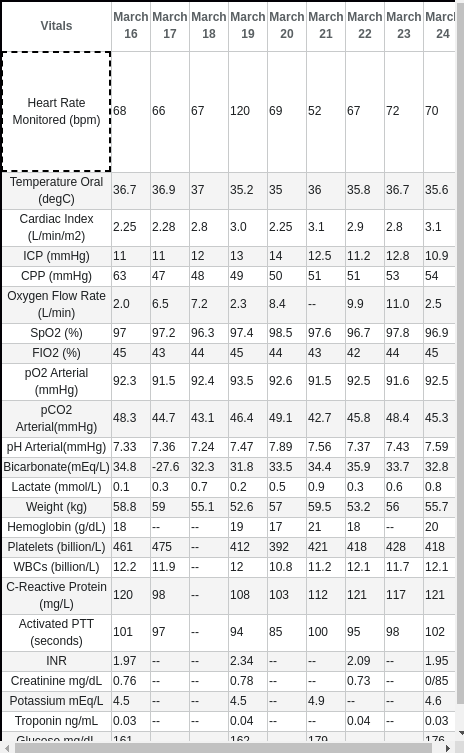 Vitals March 16 March 17 March 18 March 19 March 20 March 21 March 22 March 23 March 24
Heart Rate Monitored (bpm) 68 66 67 120 69 52 67 72 70
Temperature Oral (degC) 36.7 36.9 37 35.2 35 36 35.8 36.7 35.6
Cardiac Index (L/min/m2) 2.25 2.28 2.8 3.0 2.25 3.1 2.9 2.8 3.1
ICP (mmHg) 11 11 12 13 14 12.5 11.2 12.8 10.9
CPP (mmHg) 63 47 48 49 50 51 51 53 54
Oxygen Flow Rate (L/min) 2.0 6.5 7.2 2.3 8.4 -- 9.9 11.0 2.5
SpO2 (%) 97 97.2 96.3 97.4 98.5 97.6 96.7 97.8 96.9
FIO2 (%) 45 43 44 45 44 43 42 44 45
pO2 Arterial (mmHg) 92.3 91.5 92.4 93.5 92.6 91.5 92.5 91.6 92.5
pCO2 Arterial(mmHg) 48.3 44.7 43.1 46.4 49.1 42.7 45.8 48.4 45.3
pH Arterial(mmHg) 7.33 7.36 7.24 7.47 7.89 7.56 7.37 7.43 7.59
Bicarbonate(mEq/L) 34.8 -27.6 32.3 31.8 33.5 34.4 35.9 33.7 32.8
Lactate (mmol/L) 0.1 0.3 0.7 0.2 0.5 0.9 0.3 0.6 0.8
Weight (kg) 58.8 59 55.1 52.6 57 59.5 53.2 56 55.7
Hemoglobin (g/dL) 18 -- -- 19 17 21 18 -- 20
Platelets (billion/L) 461 475 -- 412 392 421 418 428 418
WBCs (billion/L) 12.2 11.9 -- 12 10.8 11.2 12.1 11.7 12.1
C-Reactive Protein (mg/L) 120 98 -- 108 103 112 121 117 121
Activated PTT (seconds) 101 97 -- 94 85 100 95 98 102
INR 1.97 -- -- 2.34 -- -- 2.09 -- 1.95
Creatinine mg/dL 0.76 -- -- 0.78 -- -- 0.73 -- 0/85
Potassium mEq/L 4.5 -- -- 4.5 -- 4.9 -- -- 4.6
Troponin ng/mL 0.03 -- -- 0.04 -- -- 0.04 -- 0.03
Glucose mg/dL 161 -- -- 162 -- 179 -- -- 176